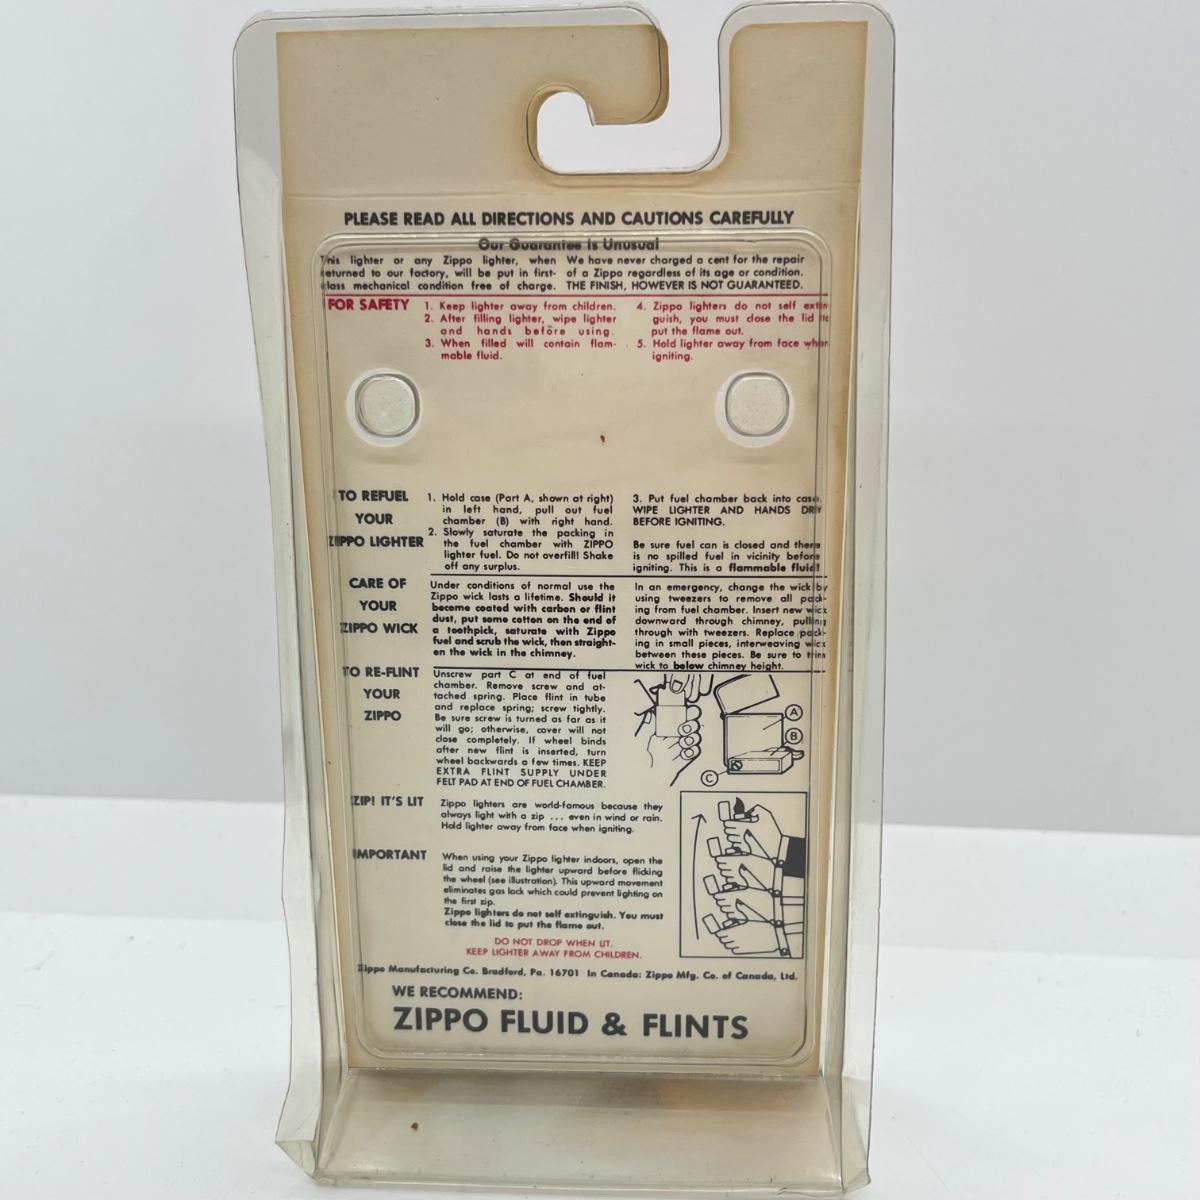 PLEASE READ ALL DIRECTIONS AND CAUTIONS CAREFULLY
Our Guarantee is Unusual
This lighter or any Zippo lighter, when
returned to our factory, will be put in first-
class mechanical condition free of charge.
We have never charged a cent for the repair
of a Zippo regardless of its age or condition.
THE FINISH, HOWEVER IS NOT GUARANTEED.
FOR SAFETY
1. Keep lighter away from children.
2. After filling lighter, wipe lighter
and hands before using.
3. When filled will contain flam-
mable fluid.
4. Zippo lighters do not self extin-
guish, you must close the lid to
put the flame out.
5. Hold lighter away from face when
igniting.
TO REFUEL
YOUR
ZIPPO LIGHTER
1. Hold case (Part A, shown at right)
in left hand, pull out fuel
chamber (B) with right hand.
2. Slowly saturate the packing in
the fuel chamber with ZIPPO
lighter fuel. Do not overfill! Shake
off any surplus.
3. Put fuel chamber back into case.
WIPE LIGHTER AND HANDS DRY
BEFORE IGNITING.
Be sure fuel can is closed and there
is no spilled fuel in vicinity before
igniting. This is a flammable fluid!
CARE OF
YOUR
ZIPPO WICK
Under conditions of normal use the
Zippo wick lasts a lifetime. Should it
become coated with carbon or flint
dust, put some cotton on the end of
a toothpick, saturate with Zippo
fuel and scrub the wick, then straight-
en the wick in the chimney.
In an emergency, change the wick by
using tweezers to remove all pack-
ing from fuel chamber. Insert new wick
downward through chimney, pulling
through with tweezers. Replace pack-
ing in small pieces, interweaving wick
between these pieces. Be sure to trim
wick to below chimney height.
TO RE-FLINT
YOUR
ZIPPO
Unscrew part C at end of fuel
chamber. Remove screw and at-
tached spring. Place flint in tube
and replace spring; screw tightly.
Be sure screw is turned as far as it
will go; otherwise, cover will not
close completely. If wheel binds
after new flint is inserted, turn
wheel backwards a few times. KEEP
EXTRA FLINT SUPPLY UNDER
FELT PAD AT END OF FUEL CHAMBER.
A
B
C
ZIP! IT'S LIT
Zippo lighters are world-famous because they
always light with a zip ... even in wind or rain.
Hold lighter away from face when igniting.
IMPORTANT
When using your Zippo lighter indoors, open the
lid and raise the lighter upward before flicking
the wheel (see illustration). This upward movement
eliminates gas lock which could prevent lighting on
the first zip.
Zippo lighters do not self extinguish. You must
close the lid to put the flame out.
DO NOT DROP WHEN LIT.
KEEP LIGHTER AWAY FROM CHILDREN.
Zippo Manufacturing Co. Bradford, Pa. 16701 In Canada: Zippo Mfg. Co. of Canada, Ltd.
WE RECOMMEND:
ZIPPO FLUID & FLINTS